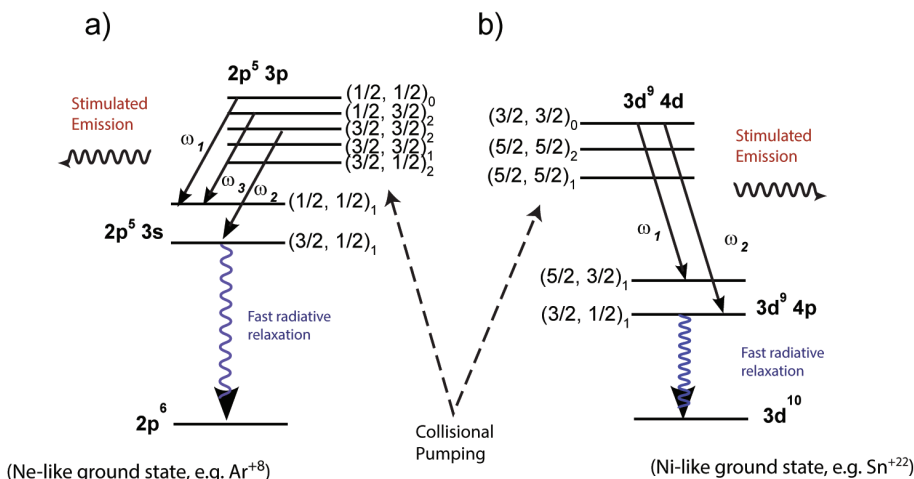 a)
2p⁵ 3p
(1/2, 1/2)₀
(1/2, 3/2)₂
(3/2, 3/2)₂
(3/2, 3/2)₁
(3/2, 1/2)₂
Stimulated
Emission
ω₁
ω₃
ω₂
(1/2, 1/2)₁
2p⁵ 3s
(3/2, 1/2)₁
Fast radiative
relaxation
2p⁶
(Ne-like ground state, e.g. Ar⁺⁸)
Collisional
Pumping
b)
3d⁹ 4d
(3/2, 3/2)₀
(5/2, 5/2)₂
(5/2, 5/2)₁
Stimulated
Emission
ω₁
ω₂
(5/2, 3/2)₁
(3/2, 1/2)₁
3d⁹ 4p
Fast radiative
relaxation
3d¹⁰
(Ni-like ground state, e.g. Sn⁺²²)